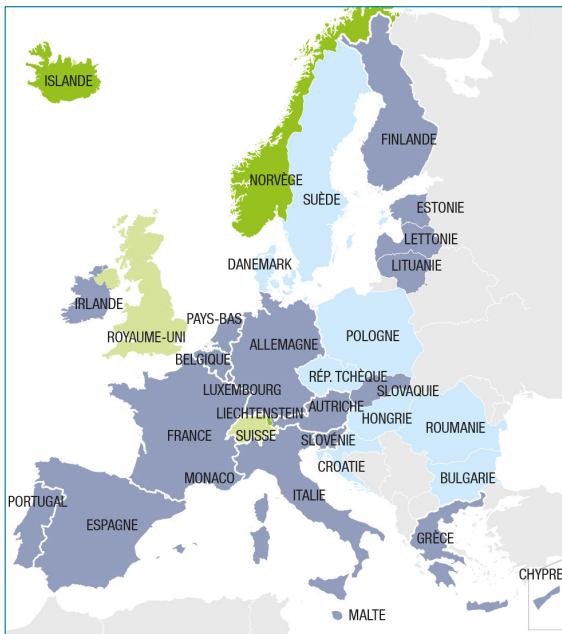 ISLANDE
FINLANDE
NORVÈGE
SUÈDE
ESTONIE
LETTONIE
DANEMARK
LITUANIE
IRLANDE
PAYS-BAS
ROYAUME-UNI
ALLEMAGNE
POLOGNE
BELGIQUE
RÉP. TCHÈQUE
LUXEMBOURG
SLOVAQUIE
LIECHTENSTEIN
AUTRICHE
HONGRIE
ROUMANIE
FRANCE
SUISSE
SLOVÉNIE
CROATIE
MONACO
BULGARIE
ITALIE
PORTUGAL
ESPAGNE
GRÈCE
CHYPRE
MALTE